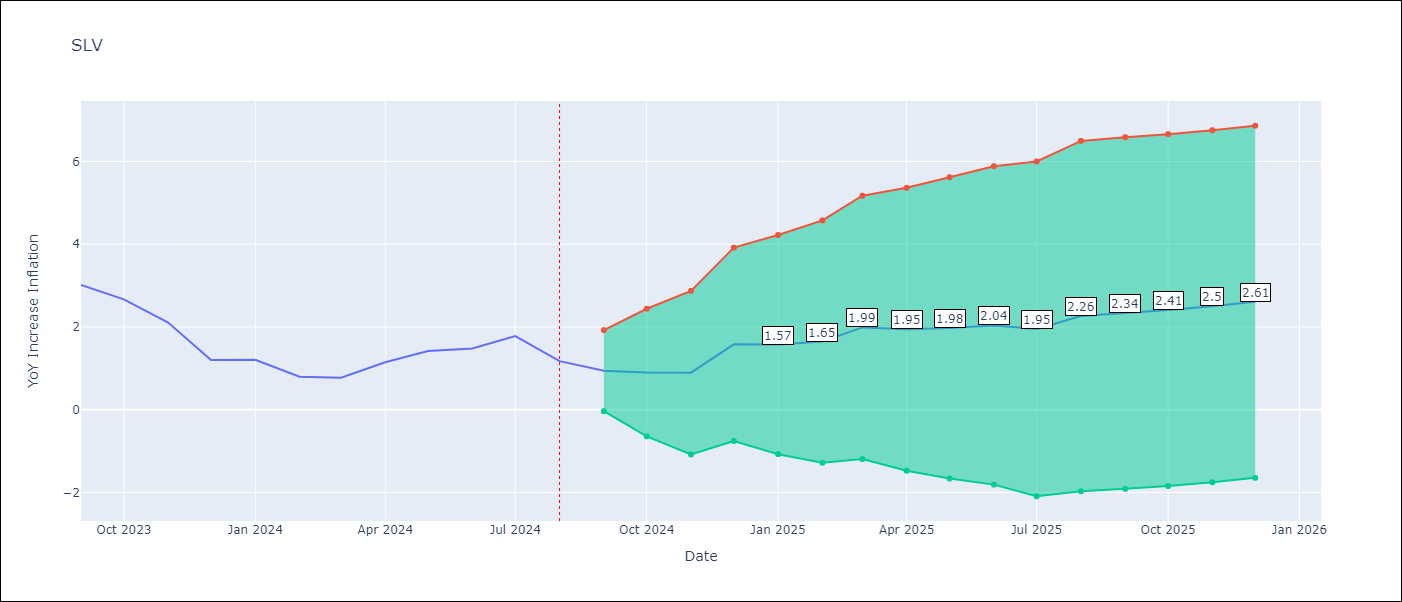 SLV
YoY Increase Inflation
6
4
2
0
−2
1.57
1.65
1.99
1.95
1.98
2.04
1.95
2.26
2.34
2.41
2.5
2.61
Oct 2023
Jan 2024
Apr 2024
Jul 2024
Oct 2024
Jan 2025
Apr 2025
Jul 2025
Oct 2025
Jan 2026
Date